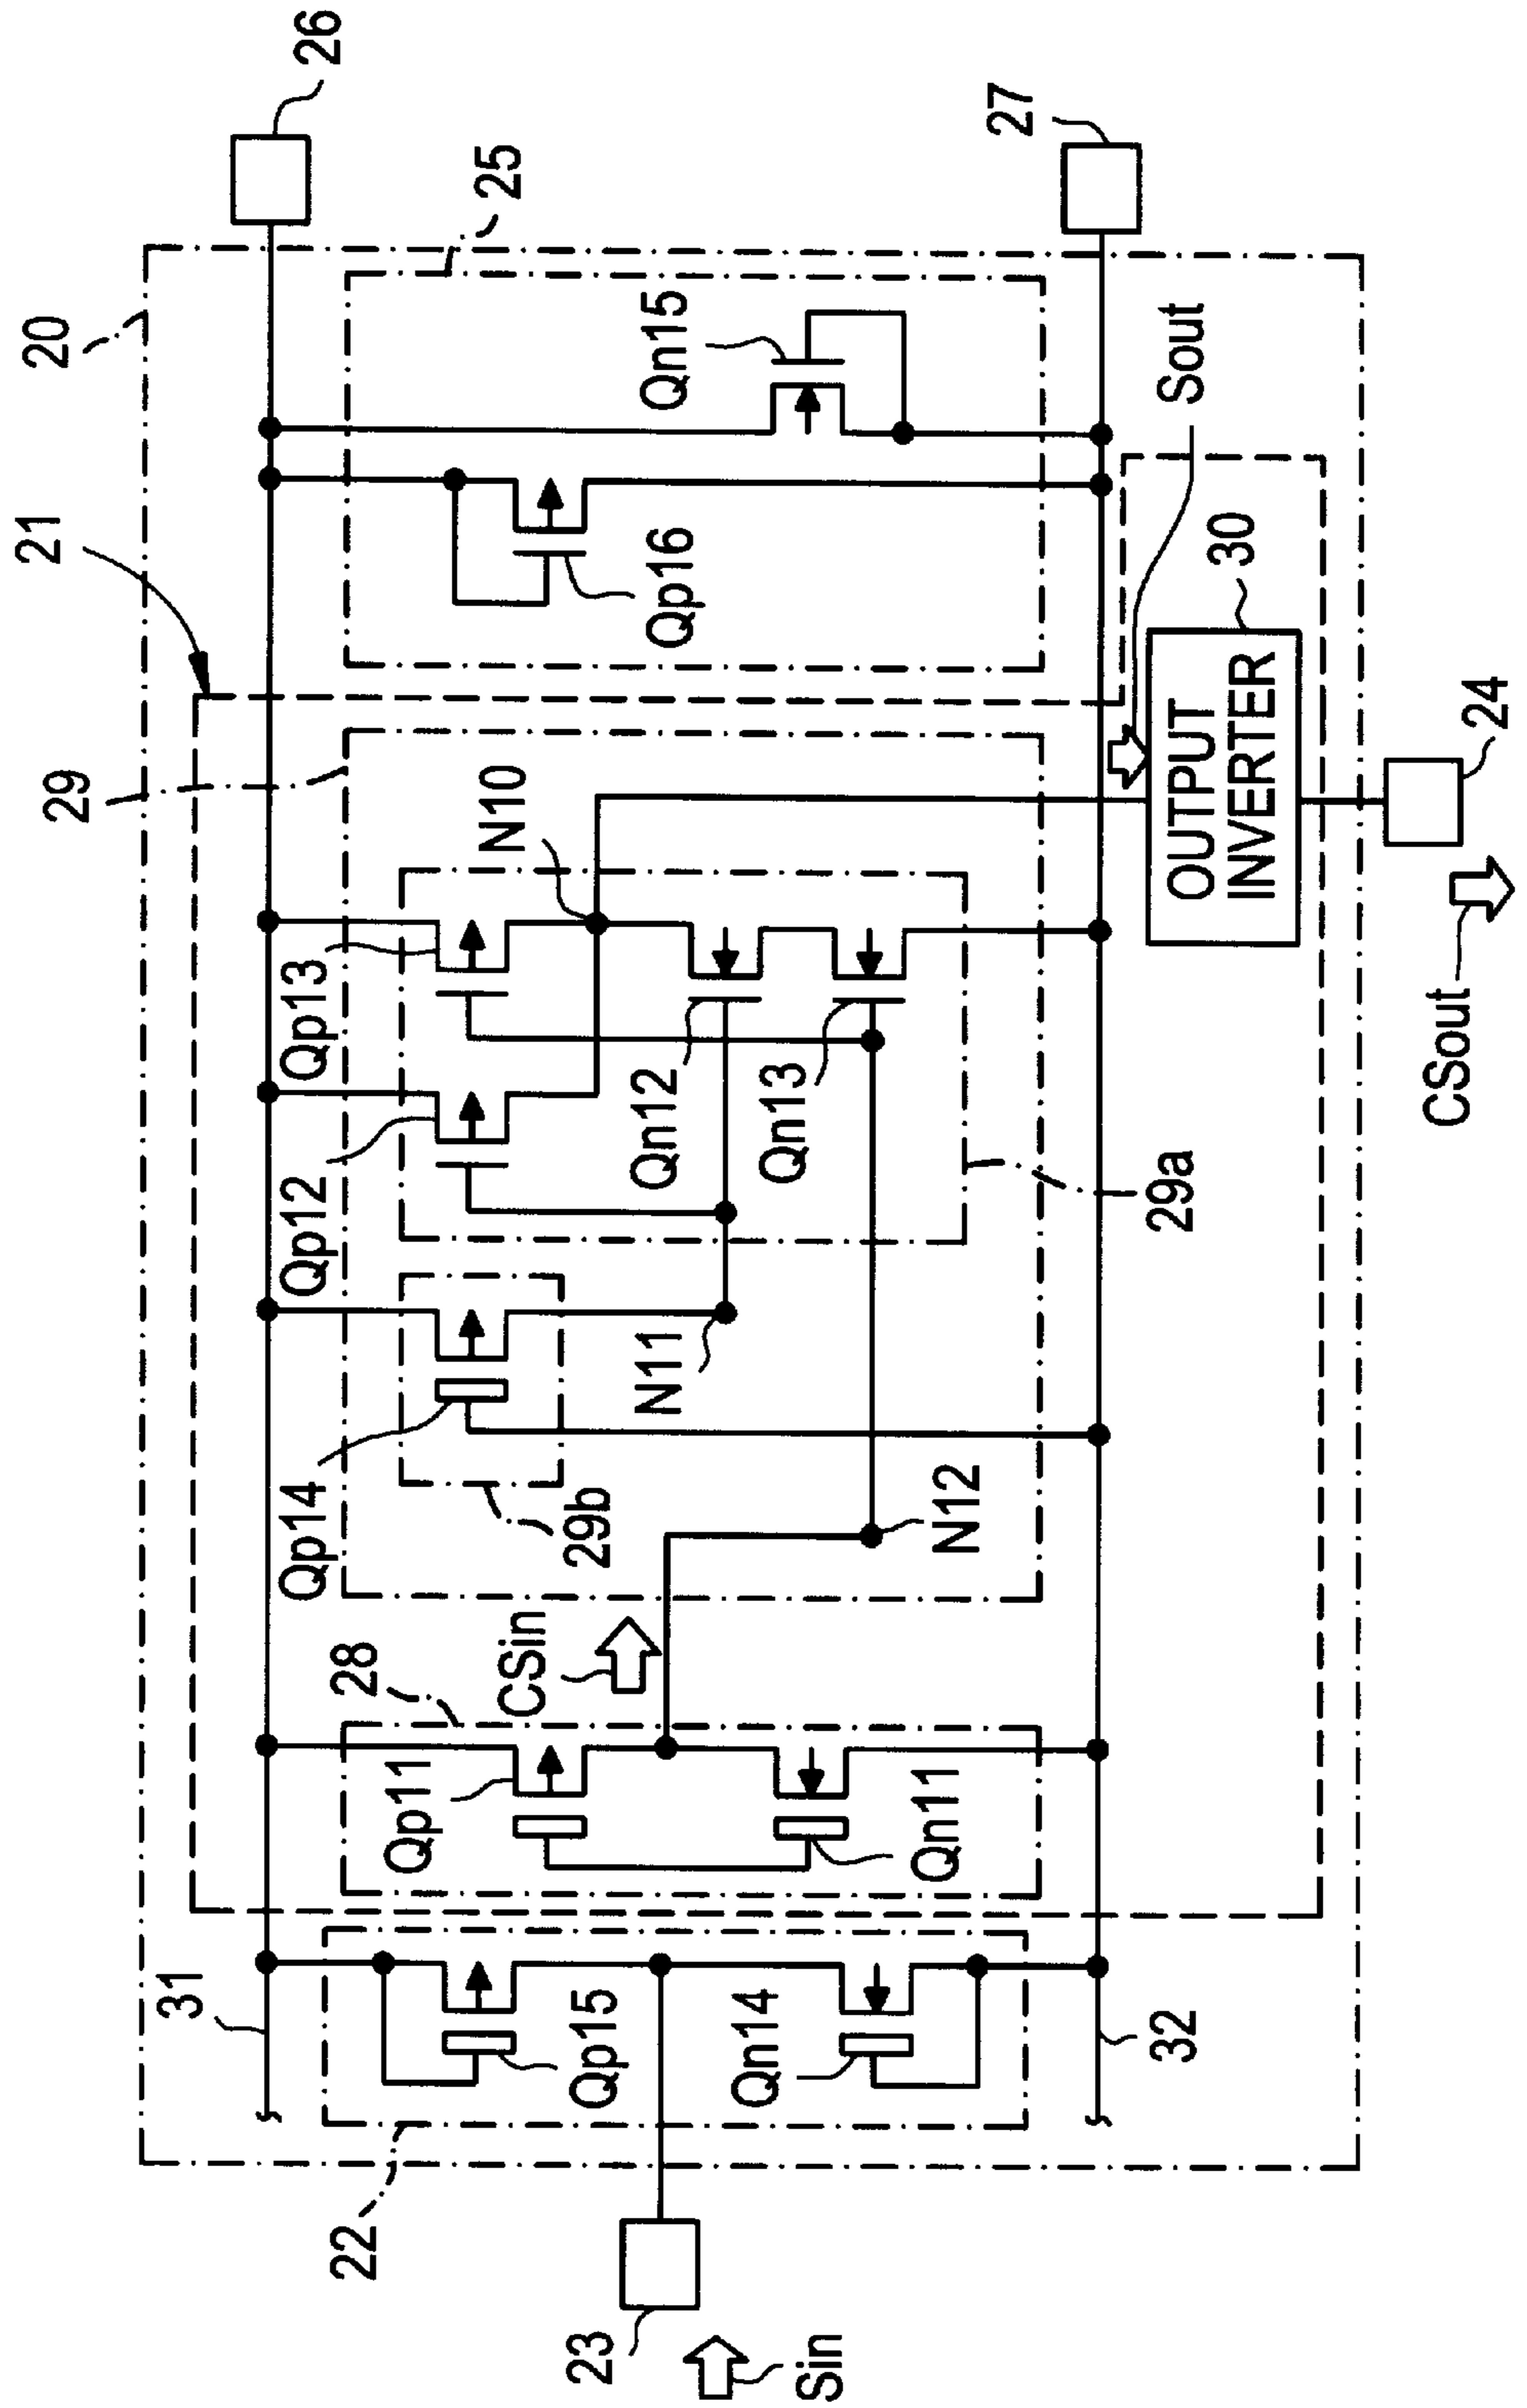 20
21
26
25
Qn15
Qp16
27
Sout
29
N10
Qp13
Qp12
Qn12
Qn13
29a
30
OUTPUT
INVERTER
24
CSout
N11
Qp14
29b
N12
CSin
28
Qp11
Qn11
31
Qp15
Qn14
32
22
23
Sin